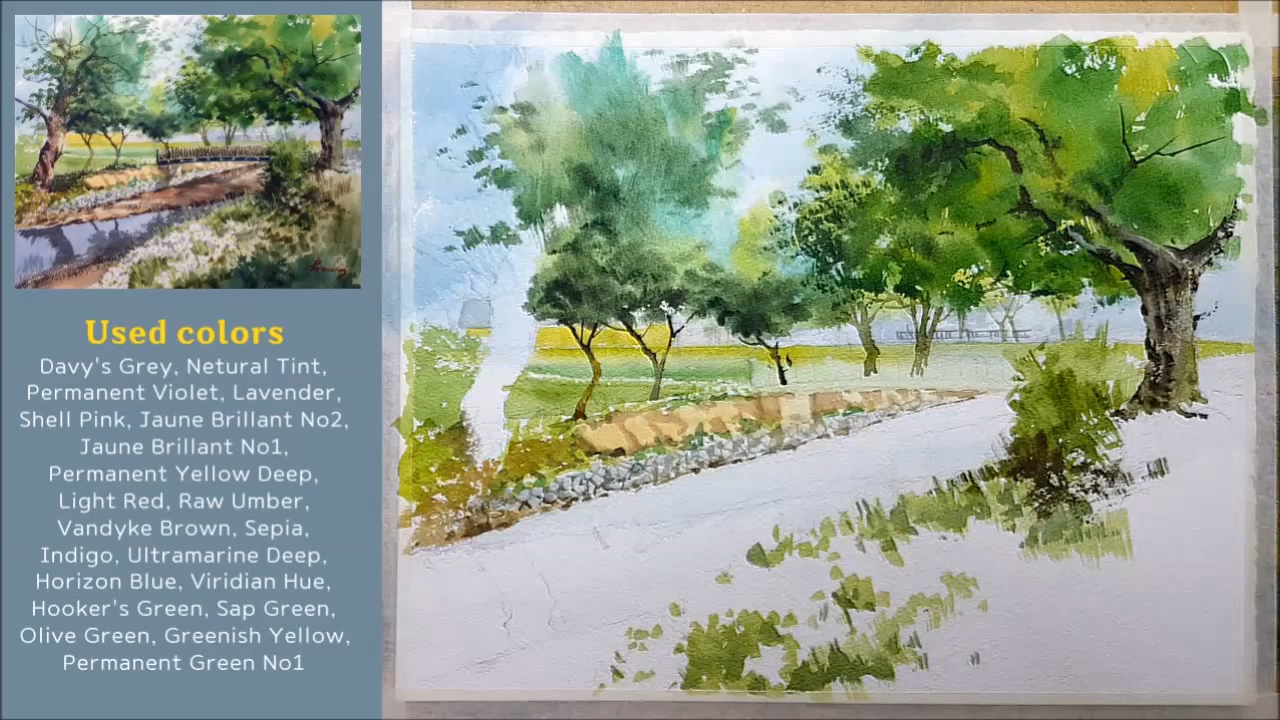 Used colors
Davy's Grey, Netural Tint,
Permanent Violet, Lavender,
Shell Pink, Jaune Brillant No2,
Jaune Brillant No1,
Permanent Yellow Deep,
Light Red, Raw Umber,
Vandyke Brown, Sepia,
Indigo, Ultramarine Deep,
Horizon Blue, Viridian Hue,
Hooker's Green, Sap Green,
Olive Green, Greenish Yellow,
Permanent Green No1